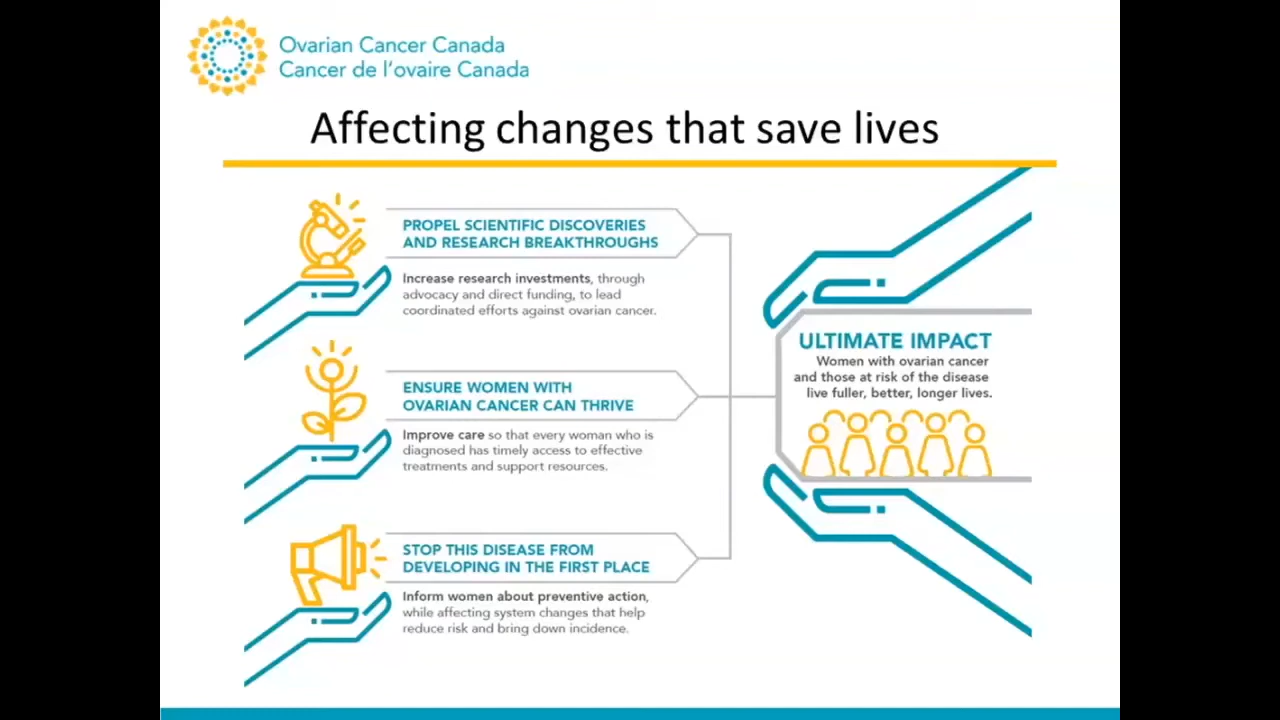 Ovarian Cancer Canada
Cancer de l'ovaire Canada
Affecting changes that save lives
PROPEL SCIENTIFIC DISCOVERIES
AND RESEARCH BREAKTHROUGHS
Increase research investments, through
advocacy and direct funding, to lead
coordinated efforts against ovarian cancer.
ENSURE WOMEN WITH
OVARIAN CANCER CAN THRIVE
Improve care so that every woman who is
diagnosed has timely access to effective
treatments and support resources.
STOP THIS DISEASE FROM
DEVELOPING IN THE FIRST PLACE
Inform women about preventive action,
while affecting system changes that help
reduce risk and bring down incidence.
ULTIMATE IMPACT
Women with ovarian cancer
and those at risk of the disease
live fuller, better, longer lives.